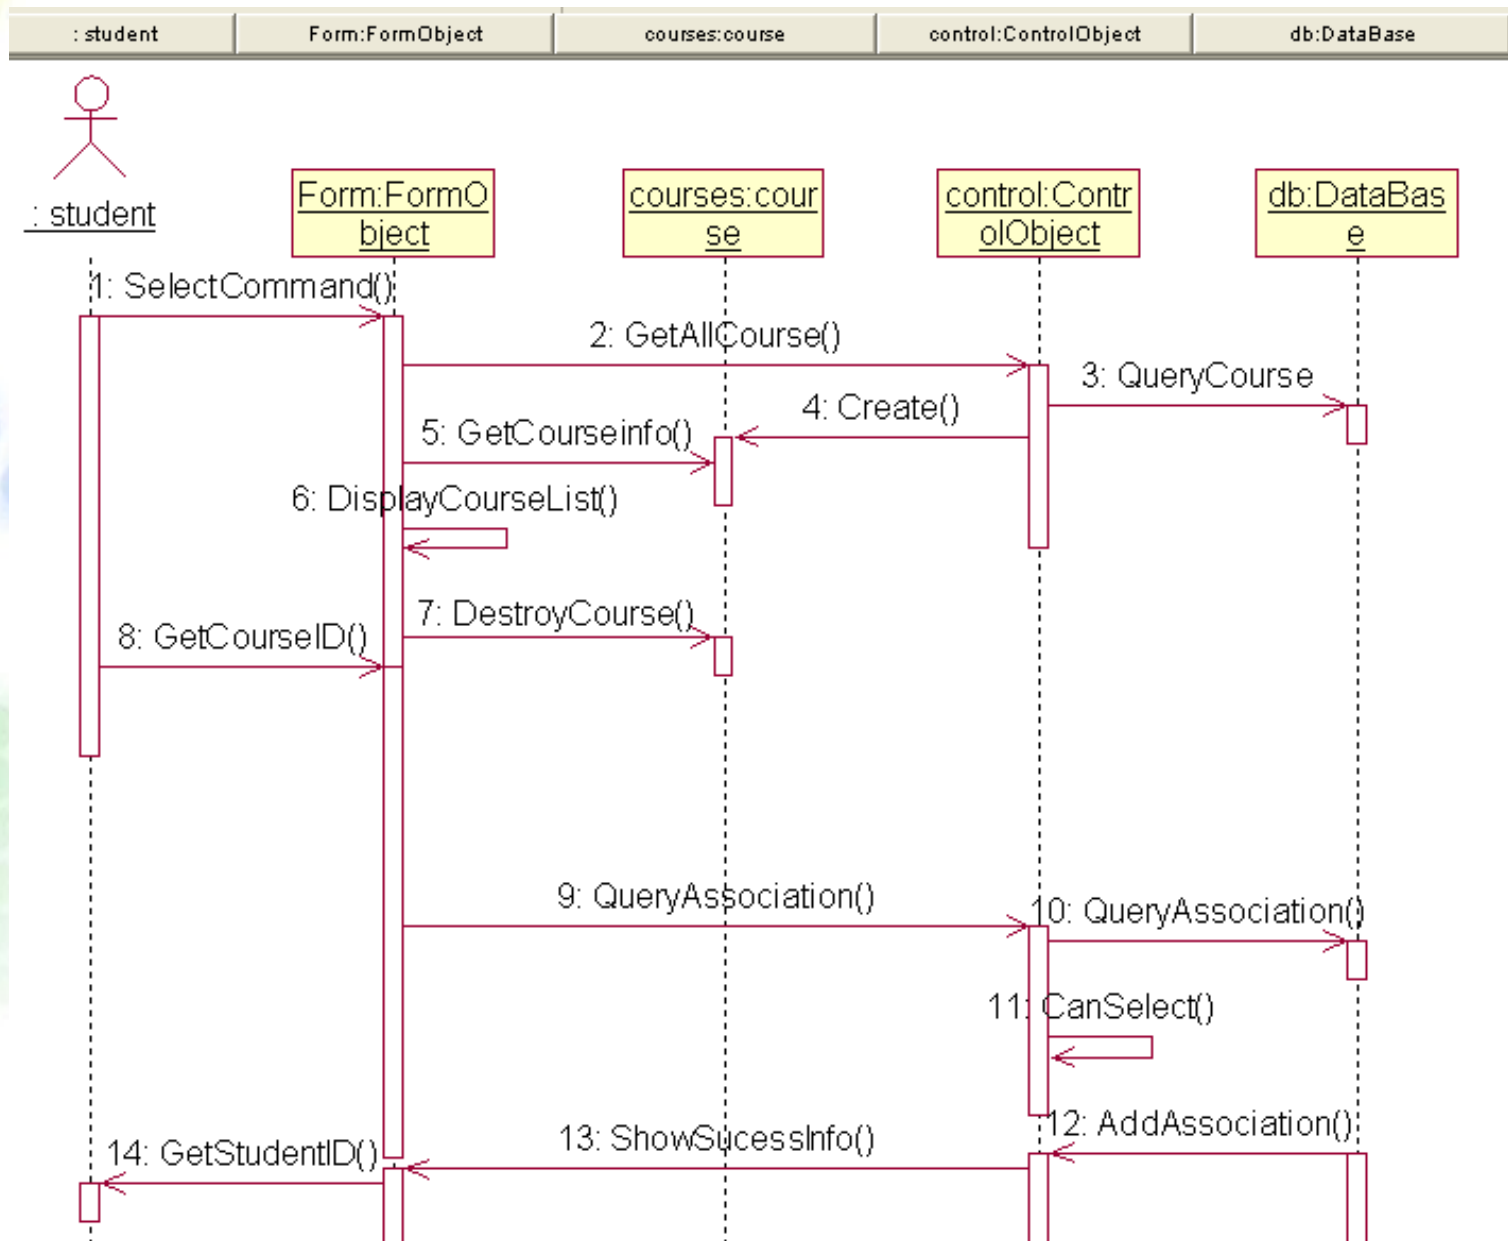 : student
Form:FormObject
courses:course
control:ControlObject
db:DataBase
: student
Form:FormO
bject
courses:cour
se
control:Contr
olObject
db:DataBas
e
1: SelectCommand()
2: GetAllCourse()
3: QueryCourse
4: Create()
5: GetCourseinfo()
6: DisplayCourseList()
7: DestroyCourse()
8: GetCourseID()
9: QueryAssociation()
10: QueryAssociation()
11: CanSelect()
12: AddAssociation()
13: ShowSucessInfo()
14: GetStudentID()